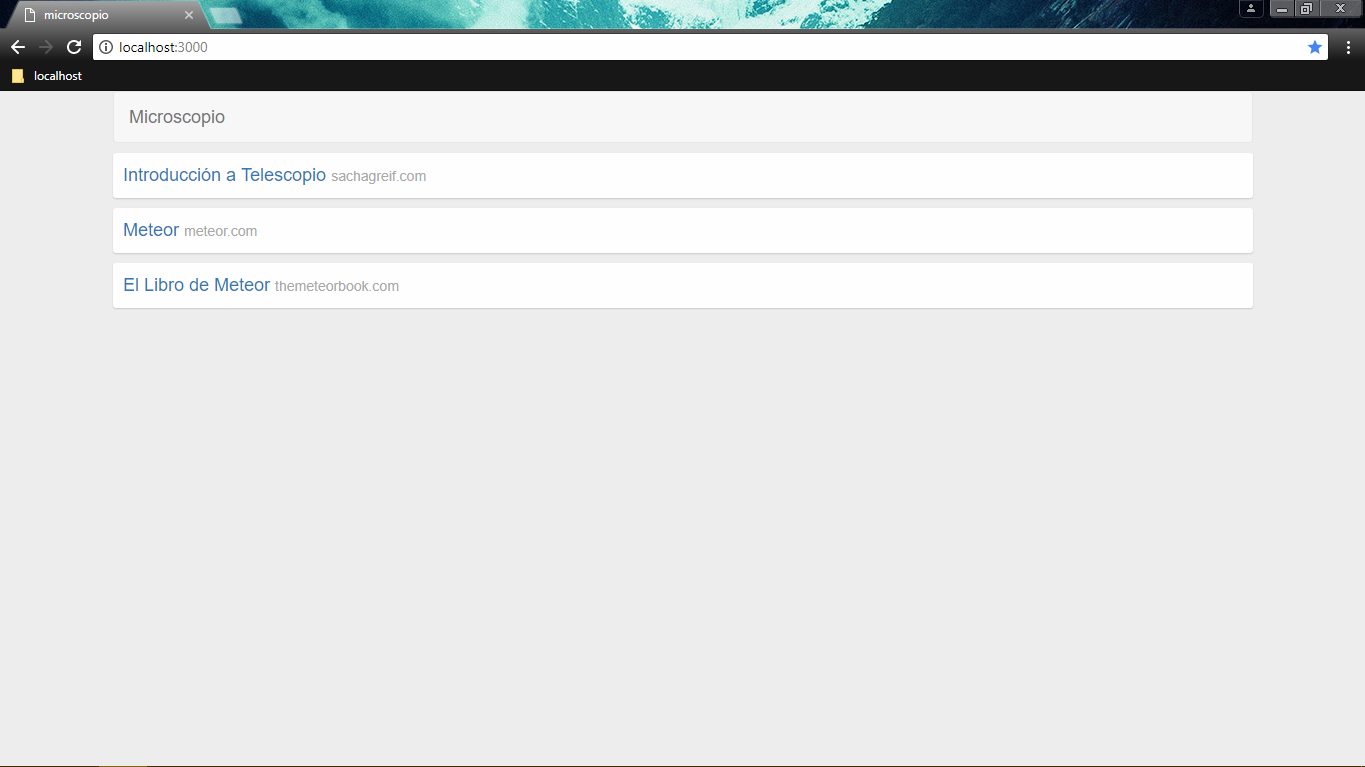 microscopio
localhost:3000
localhost
Microscopio
Introducción a Telescopio sachagreif.com
Meteor meteor.com
El Libro de Meteor themeteorbook.com